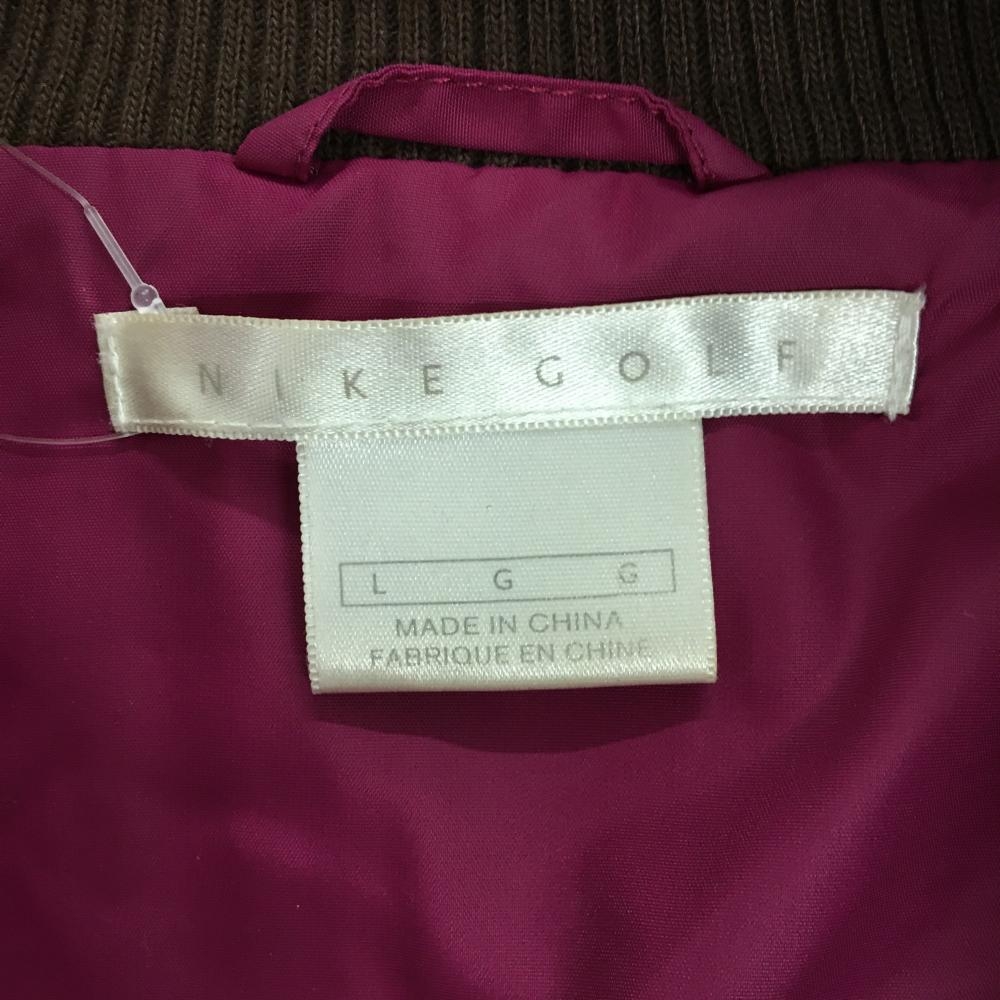 NIKE GOLF
L G G
MADE IN CHINA
FABRIQUE EN CHINE